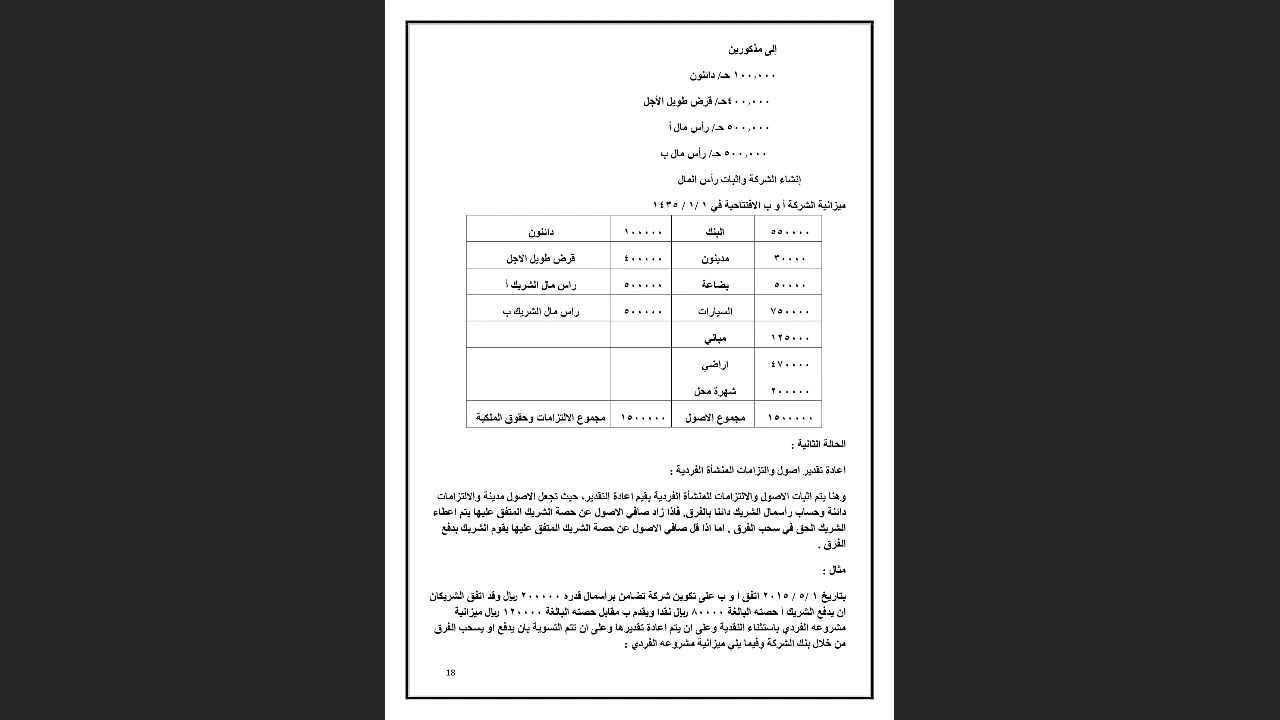 إلى مذكورين
١٠٠,٠٠٠ حـ/ دائنون
٤٠٠,٠٠٠حـ/ قرض طويل الأجل
٥٠٠,٠٠٠ حـ/ رأس مال أ
٥٠٠,٠٠٠ حـ/ رأس مال ب
إنشاء الشركة وإثبات رأس المال
ميزانية الشركة أ و ب الافتتاحية في ١ /١ / ١٤٣٥
٥٥٠٠٠٠ البنك ١٠٠٠٠٠ دائنون
٣٠٠٠٠ مدينون ٤٠٠٠٠٠ قرض طويل الاجل
٥٠٠٠٠ بضاعة ٥٠٠٠٠٠ راس مال الشريك أ
٧٥٠٠٠٠ السيارات ٥٠٠٠٠٠ راس مال الشريك ب
١٢٥٠٠٠ مباني
٤٧٠٠٠٠ اراضي
٢٠٠٠٠٠ شهرة محل
١٥٠٠٠٠٠ مجموع الاصول ١٥٠٠٠٠٠ مجموع الالتزامات وحقوق الملكية
الحالة الثانية :
اعادة تقدير اصول والتزامات المنشأة الفردية :
وهنا يتم إثبات الاصول والالتزامات للمنشأة الفردية بقيم اعادة التقدير، حيث تجعل الاصول مدينة والالتزامات
دائنة وحساب رأسمال الشريك دائنا بالفرق. فاذا زاد صافي الاصول عن حصة الشريك المتفق عليها يتم اعطاء
الشريك الحق في سحب الفرق . اما اذا قل صافي الاصول عن حصة الشريك المتفق عليها يقوم الشريك بدفع
الفرق .
مثال :
بتاريخ ١ /٥ / ٢٠١٥ اتفق أ و ب على تكوين شركة تضامن برأسمال قدره ٢٠٠٠٠٠ ريال وقد اتفق الشريكان
ان يدفع الشريك أ حصته البالغة ٨٠٠٠٠ ريال نقدا ويقدم ب مقابل حصته البالغة ١٢٠٠٠٠ ريال ميزانية
مشروعه الفردي باستثناء النقدية وعلى ان يتم إعادة تقديرها وعلى ان تتم التسوية بان يدفع او يسحب الفرق
من خلال بنك الشركة وفيما يلي ميزانية مشروعه الفردي :
18